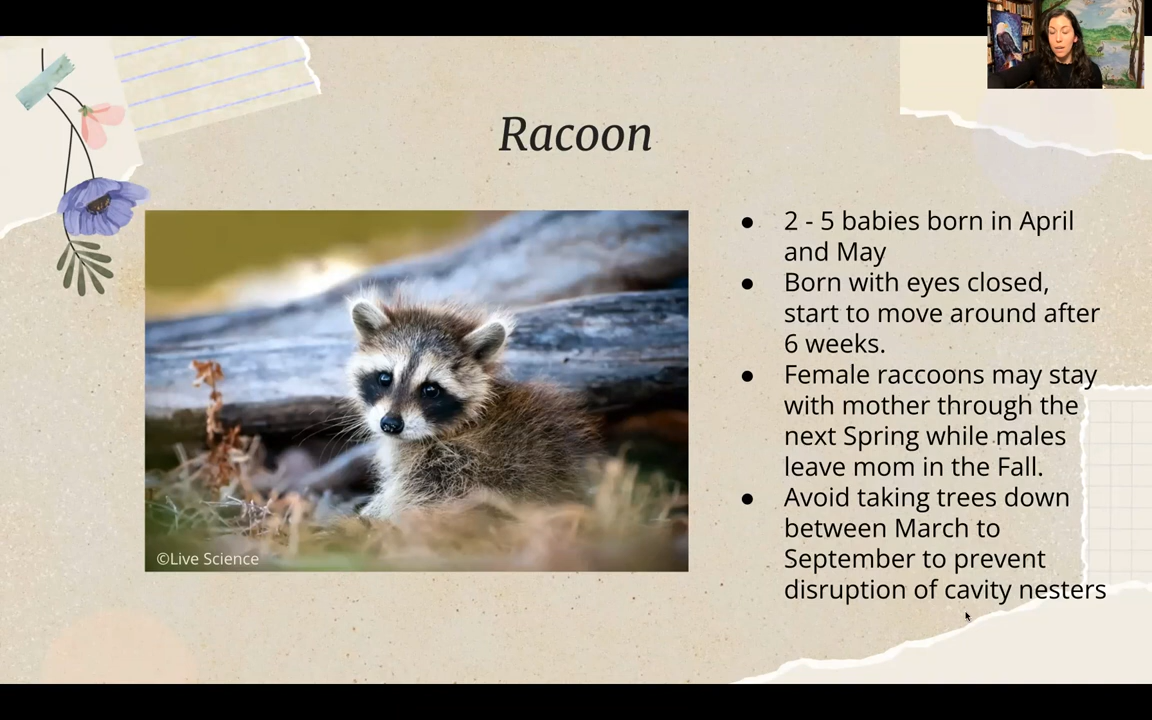 Racoon
2 - 5 babies born in April
and May
Born with eyes closed,
start to move around after
6 weeks.
Female raccoons may stay
with mother through the
next Spring while males
leave mom in the Fall.
Avoid taking trees down
between March to
September to prevent
disruption of cavity nesters
©Live Science